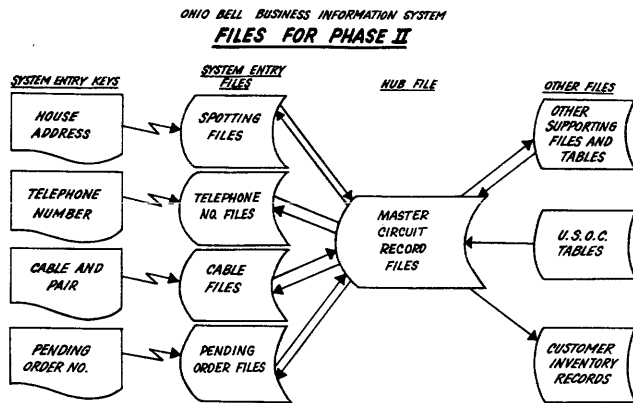 OHIO BELL BUSINESS INFORMATION SYSTEM
FILES FOR PHASE II
SYSTEM ENTRY KEYS
SYSTEM ENTRY
FILES
HUB FILE
OTHER FILES
HOUSE
ADDRESS
SPOTTING
FILES
OTHER
SUPPORTING
FILES AND
TABLES
TELEPHONE
NUMBER
TELEPHONE
NO. FILES
MASTER
CIRCUIT
RECORD
FILES
U.S.O.C.
TABLES
CABLE AND
PAIR
CABLE
FILES
PENDING
ORDER NO.
PENDING
ORDER FILES
CUSTOMER
INVENTORY
RECORDS